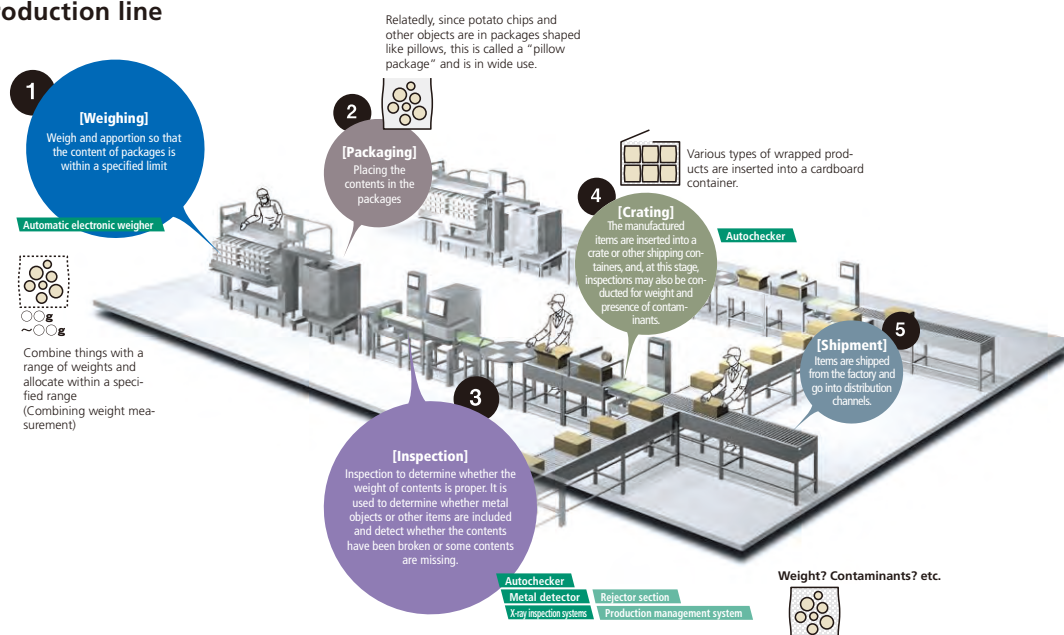 roduction line
Relatedly, since potato chips and
other objects are in packages shaped
like pillows, this is called a “pillow
package” and is in wide use.
1
[Weighing]
Weigh and apportion so that
the content of packages is
within a specified limit
Automatic electronic weigher
○○g
～○○g
Combine things with a
range of weights and
allocate within a speci-
fied range
(Combining weight mea-
surement)
2
[Packaging]
Placing the
contents in the
packages
Various types of wrapped prod-
ucts are inserted into a cardboard
container.
4
[Crating]
The manufactured
items are inserted into a
crate or other shipping con-
tainers, and, at this stage,
inspections may also be con-
ducted for weight and
presence of contam-
inants.
Autochecker
5
[Shipment]
Items are shipped
from the factory and
go into distribution
channels.
3
[Inspection]
Inspection to determine whether the
weight of contents is proper. It is
used to determine whether metal
objects or other items are included
and detect whether the contents
have been broken or some contents
are missing.
Autochecker
Metal detector
Rejector section
X-ray inspection systems
Production management system
Weight? Contaminants? etc.